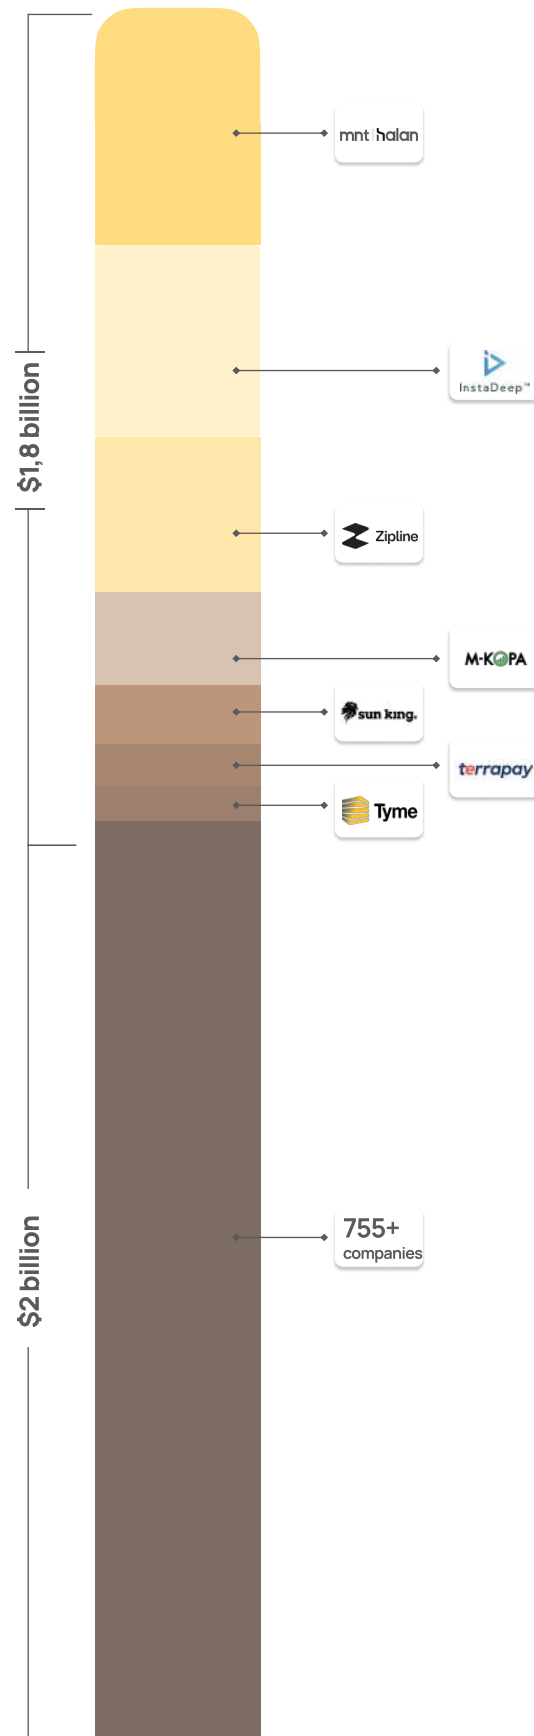 mnt halan
InstaDeep™
$1,8 billion
Zipline
M-KOPA
sun king.
terrapay
Tyme
755+
companies
$2 billion